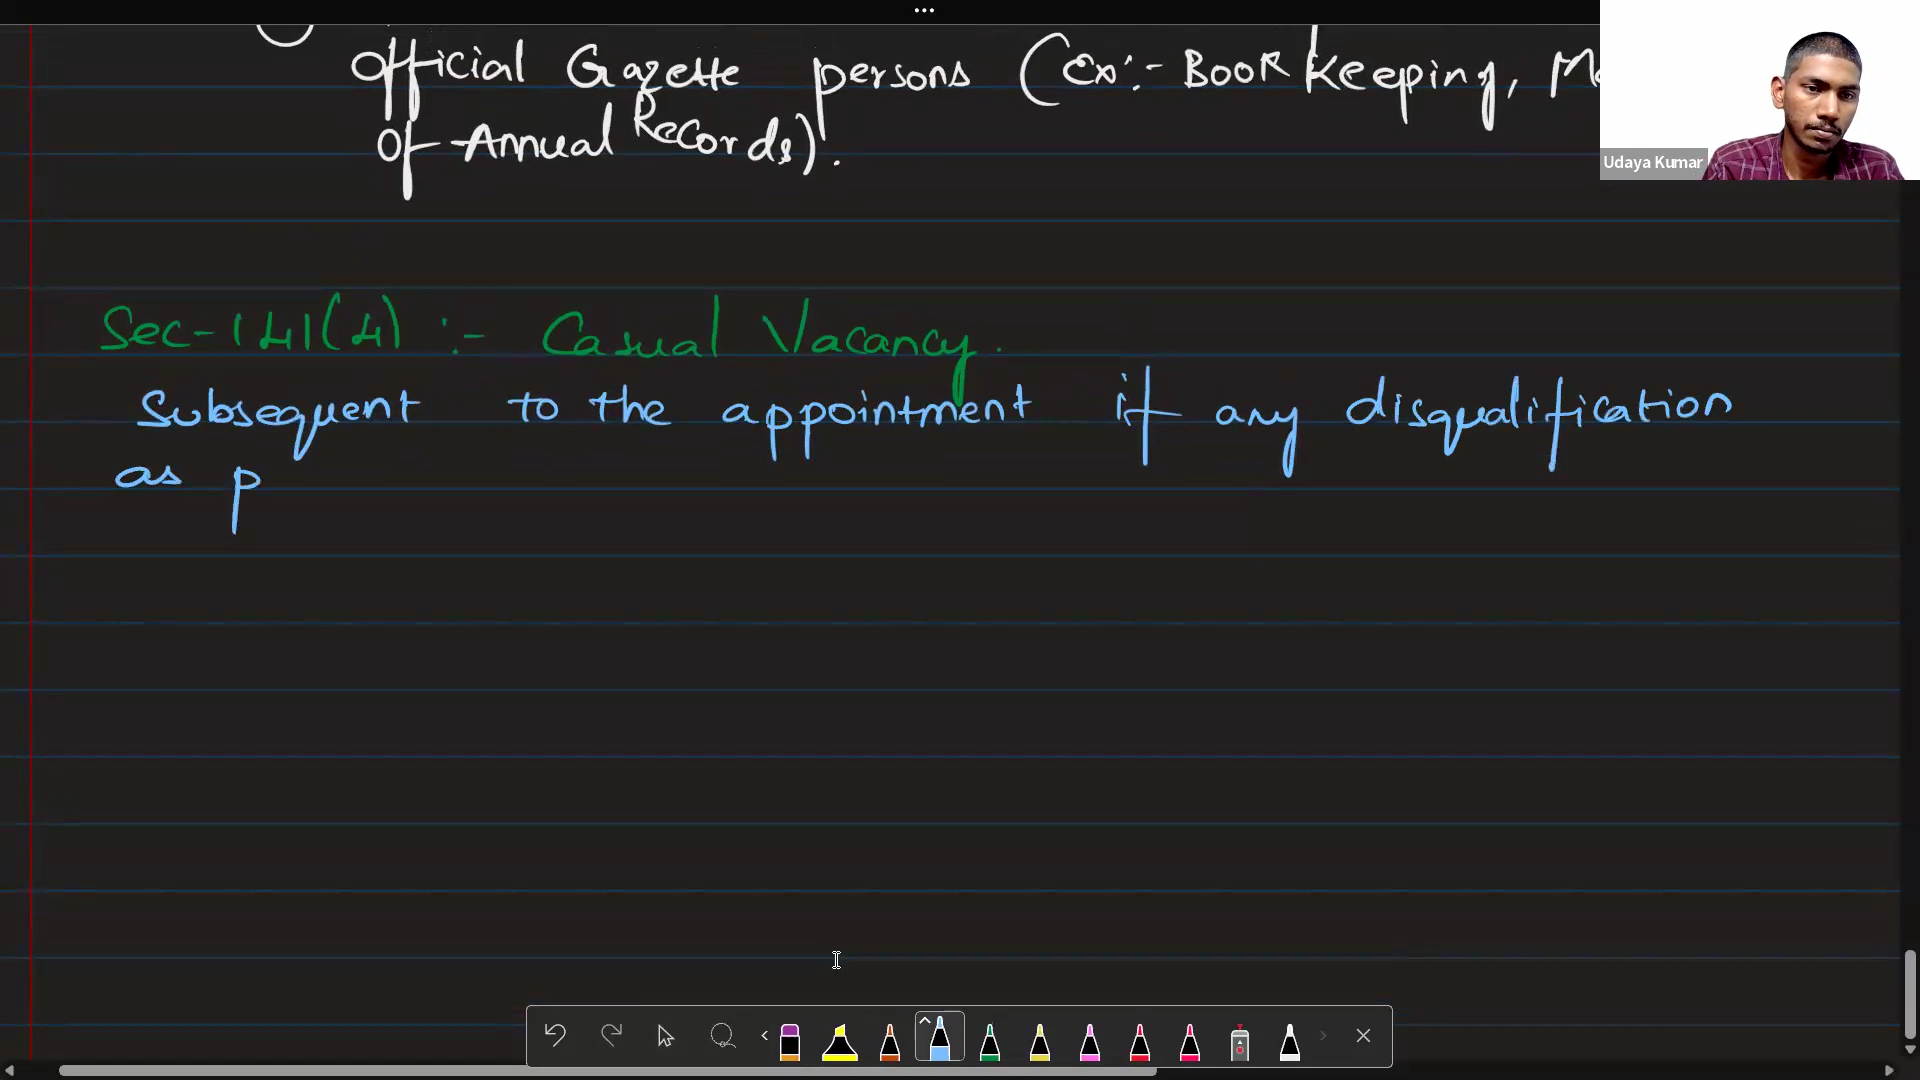 official Gazette persons (Ex:- Book keeping, M
of Annual Records).
Udaya Kumar
Sec-141(4) :- Casual Vacancy.
Subsequent to the appointment if any disqualification
as p